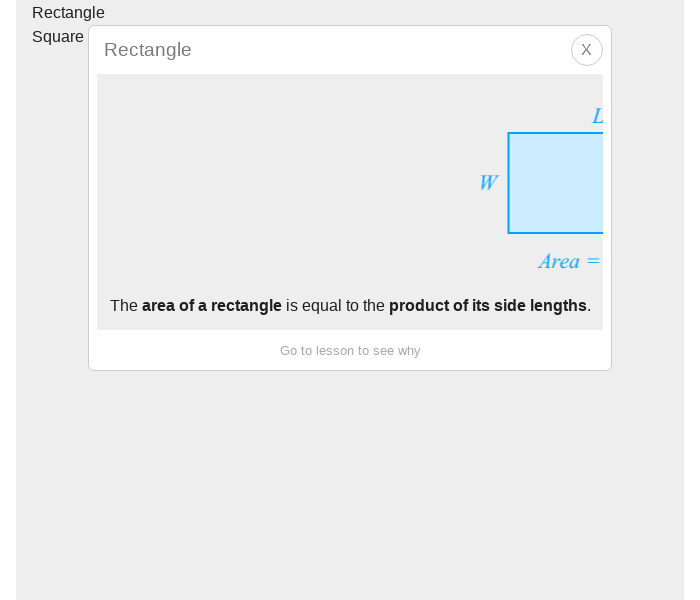 Rectangle
Square
Rectangle
X
L
W
Area =
The area of a rectangle is equal to the product of its side lengths.
Go to lesson to see why